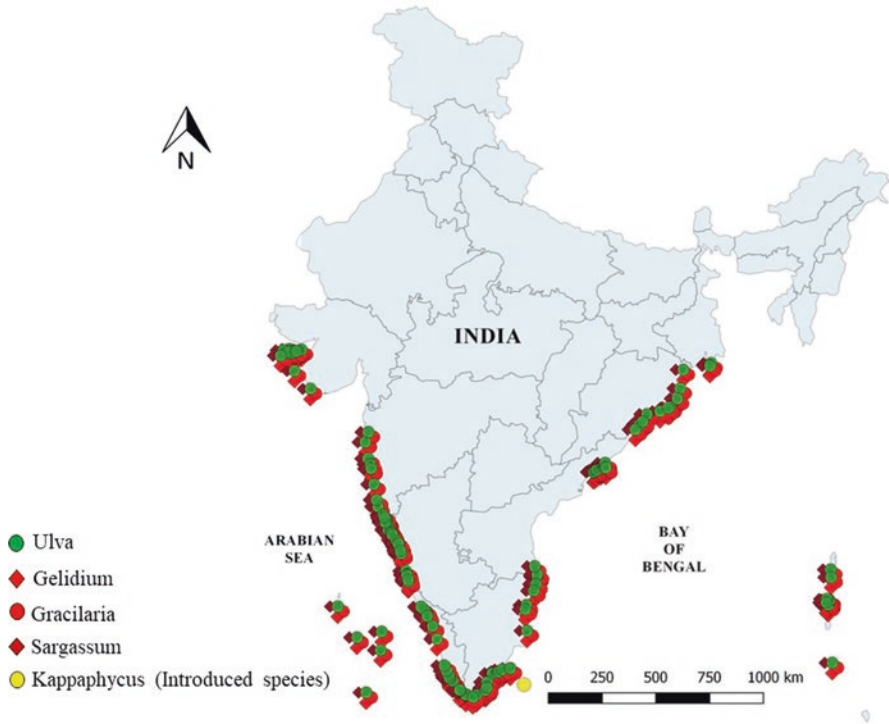 N
INDIA
ARABIAN
SEA
BAY
OF
BENGAL
Ulva
Gelidium
Gracilaria
Sargassum
Kappaphycus (Introduced species)
0 250 500 750 1000 km